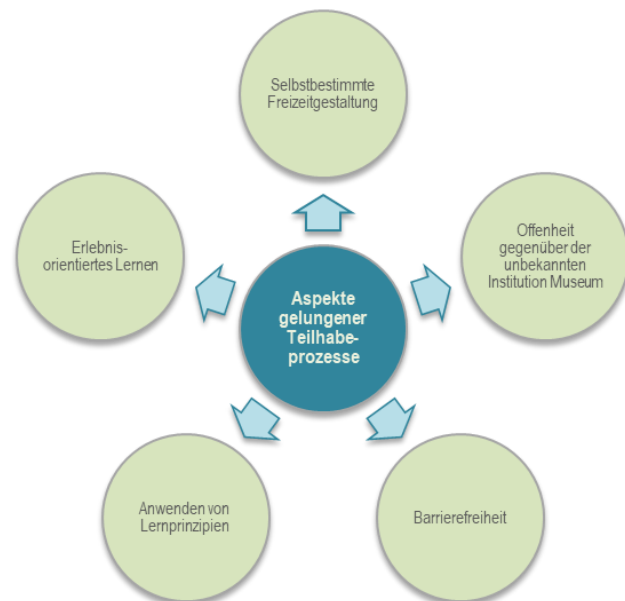 Selbstbestimmte
Freizeitgestaltung
Erlebnis-
orientiertes Lernen
Offenheit
gegenüber der
unbekannten
Institution Museum
Aspekte
gelungener
Teilhabe-
prozesse
Anwenden von
Lernprinzipien
Barrierefreiheit